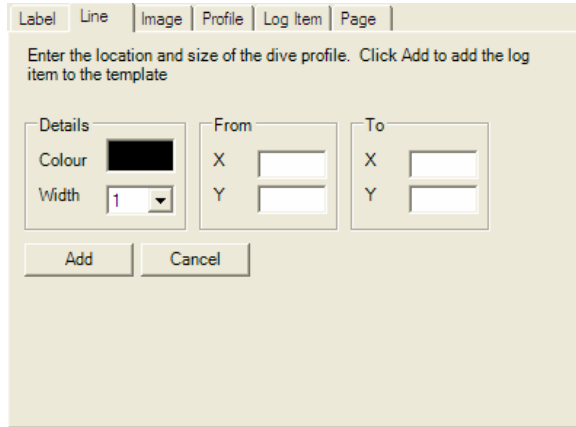 Label Line Image Profile Log Item Page
Enter the location and size of the dive profile. Click Add to add the log
item to the template
Details From To
Colour X X
Width 1 Y Y
Add Cancel